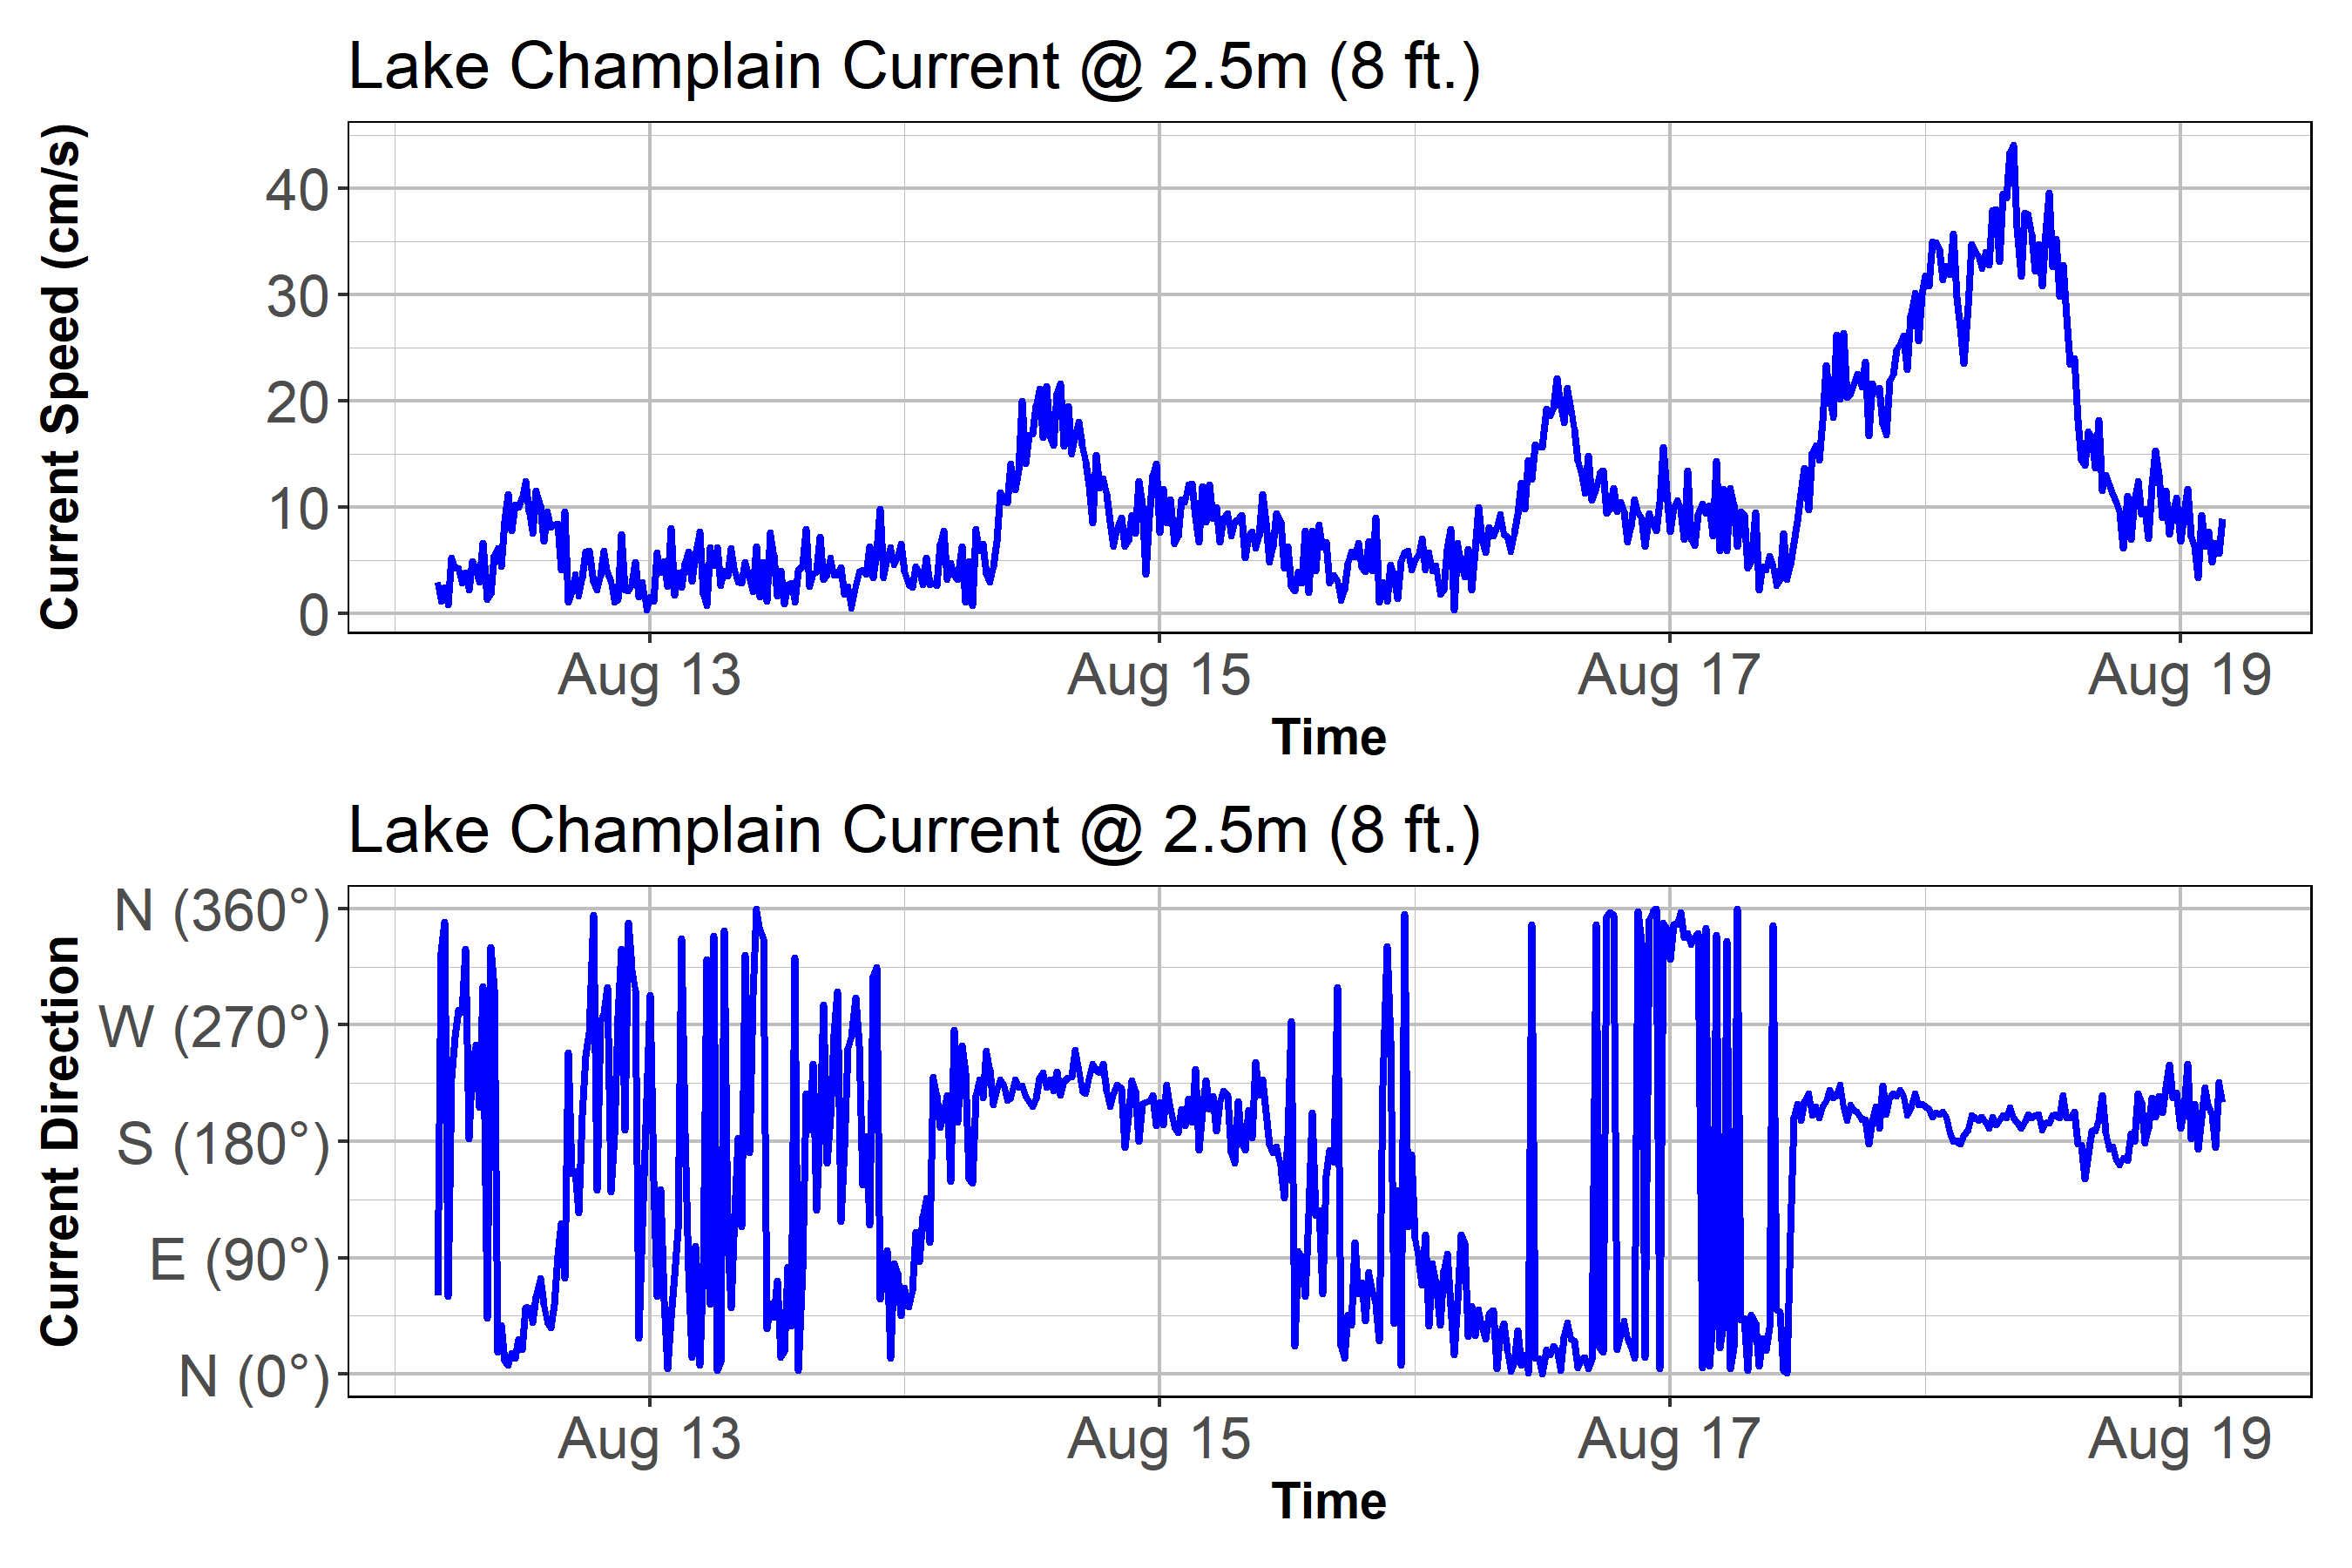 Lake Champlain Current @ 2.5m (8 ft.)
Current Speed (cm/s)
40
30
20
10
0
Aug 13 Aug 15 Aug 17 Aug 19
Time
Lake Champlain Current @ 2.5m (8 ft.)
Current Direction
N (360°)
W (270°)
S (180°)
E (90°)
N (0°)
Aug 13 Aug 15 Aug 17 Aug 19
Time